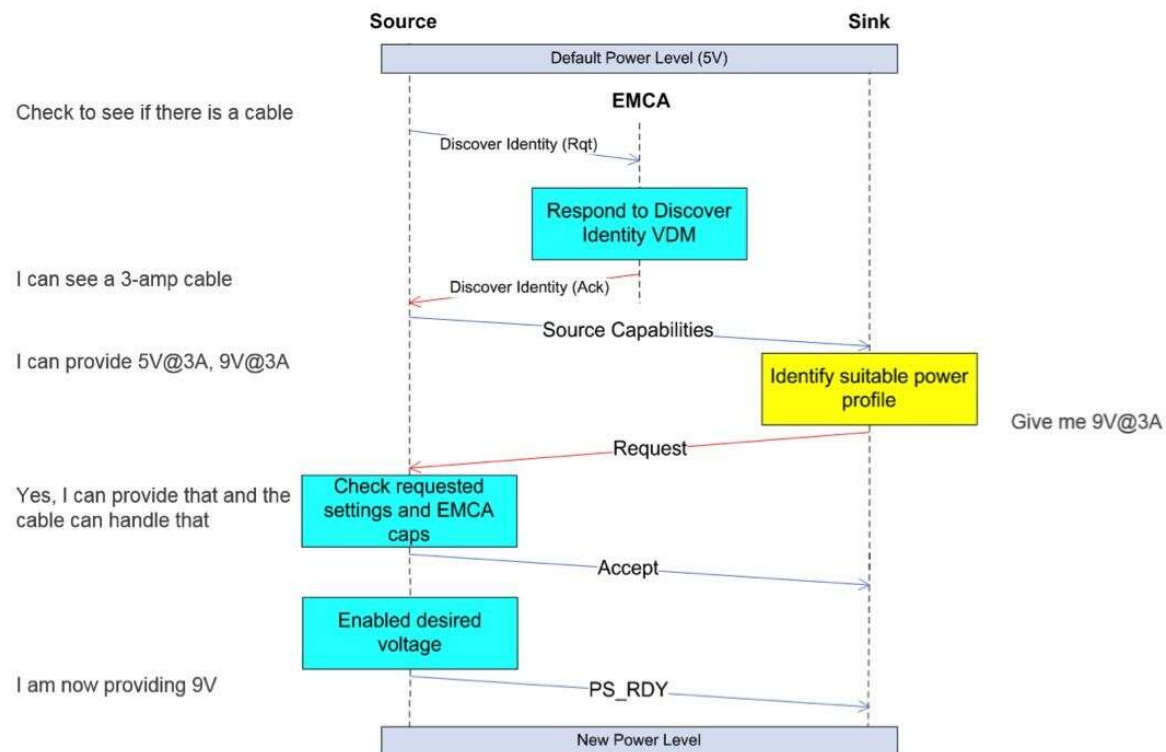 Source
Sink
Default Power Level (5V)
Check to see if there is a cable
EMCA
Discover Identity (Rqt)
Respond to Discover
Identity VDM
I can see a 3-amp cable
Discover Identity (Ack)
Source Capabilities
I can provide 5V@3A, 9V@3A
Identify suitable power
profile
Give me 9V@3A
Request
Yes, I can provide that and the
cable can handle that
Check requested
settings and EMCA
caps
Accept
Enabled desired
voltage
I am now providing 9V
PS_RDY
New Power Level